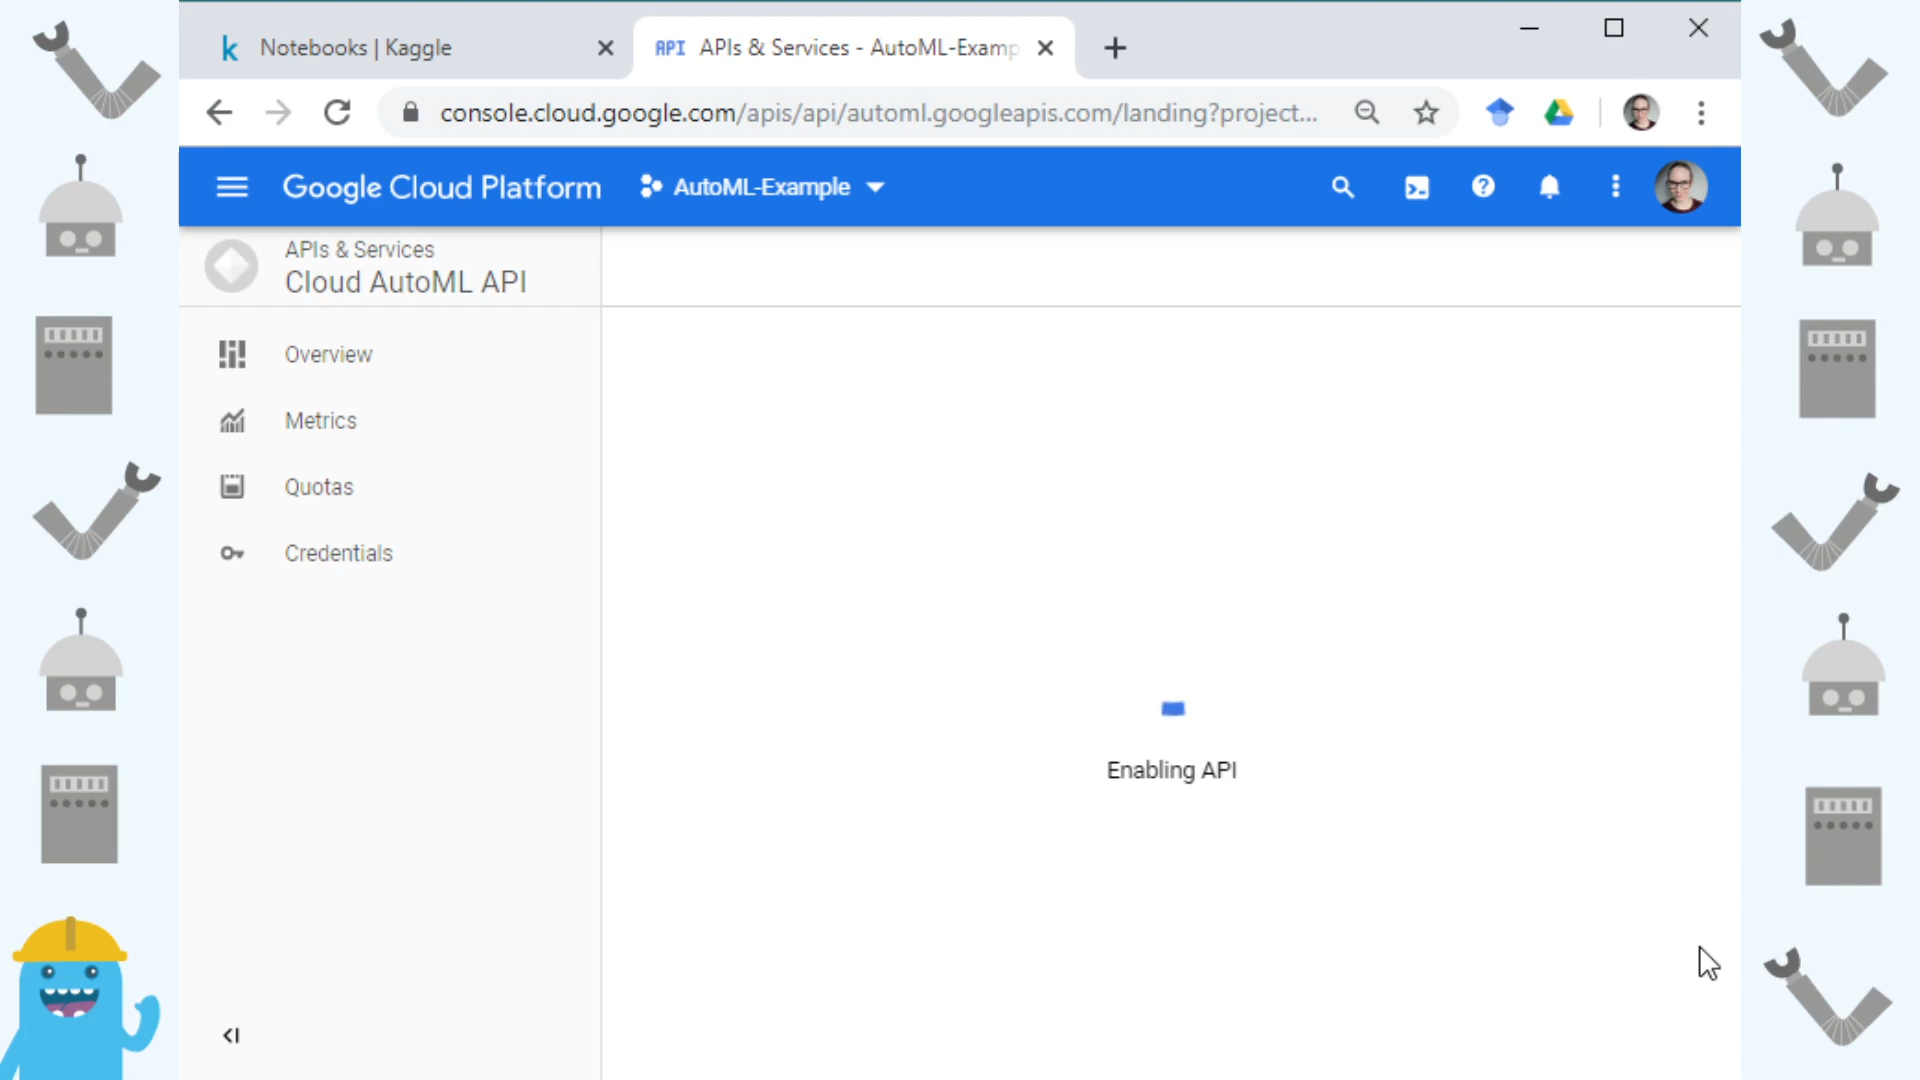 Notebooks | Kaggle
API APIs & Services - AutoML-Examp
console.cloud.google.com/apis/api/automl.googleapis.com/landing?project...
Google Cloud Platform
AutoML-Example
APIs & Services
Cloud AutoML API
Overview
Metrics
Quotas
Credentials
Enabling API